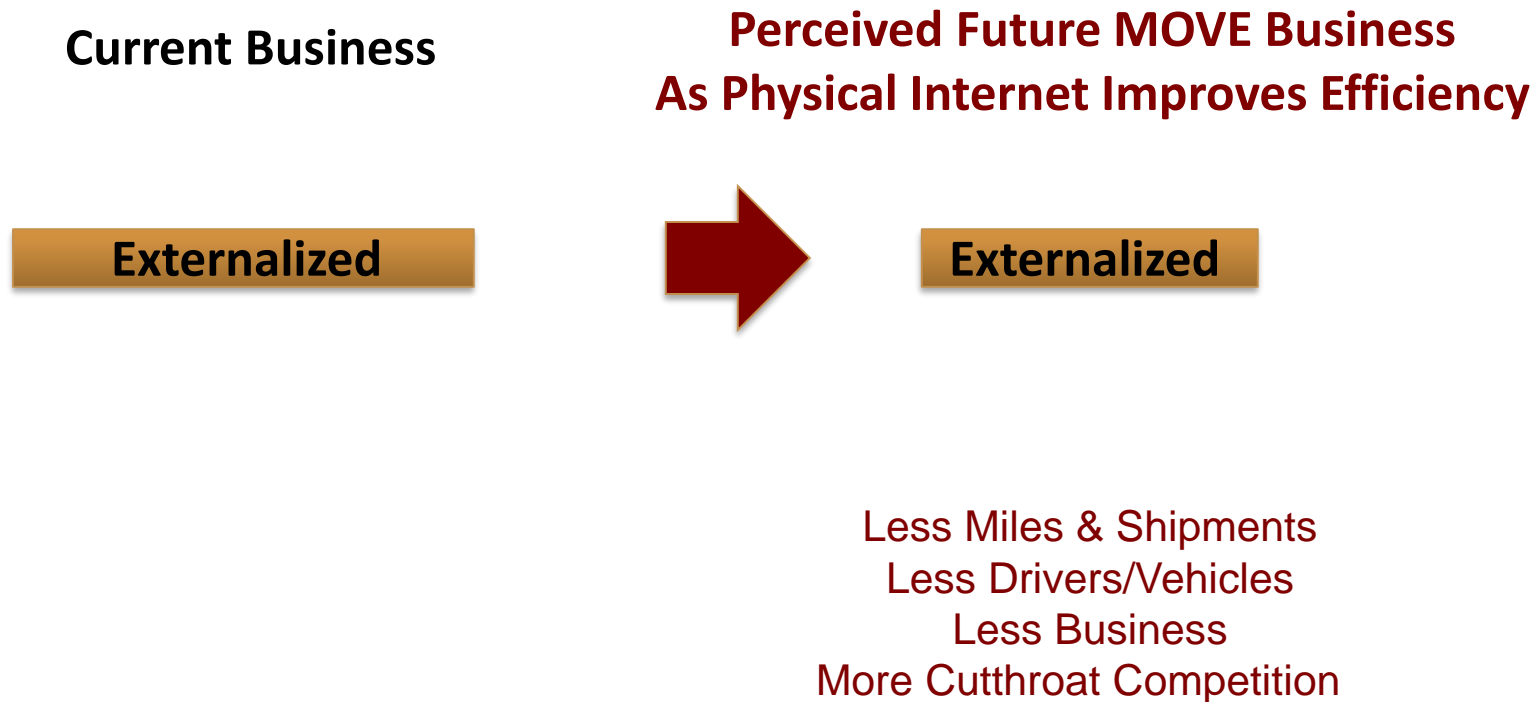 Current Business
Perceived Future MOVE Business
As Physical Internet Improves Efficiency
Externalized
Externalized
Less Miles & Shipments
Less Drivers/Vehicles
Less Business
More Cutthroat Competition